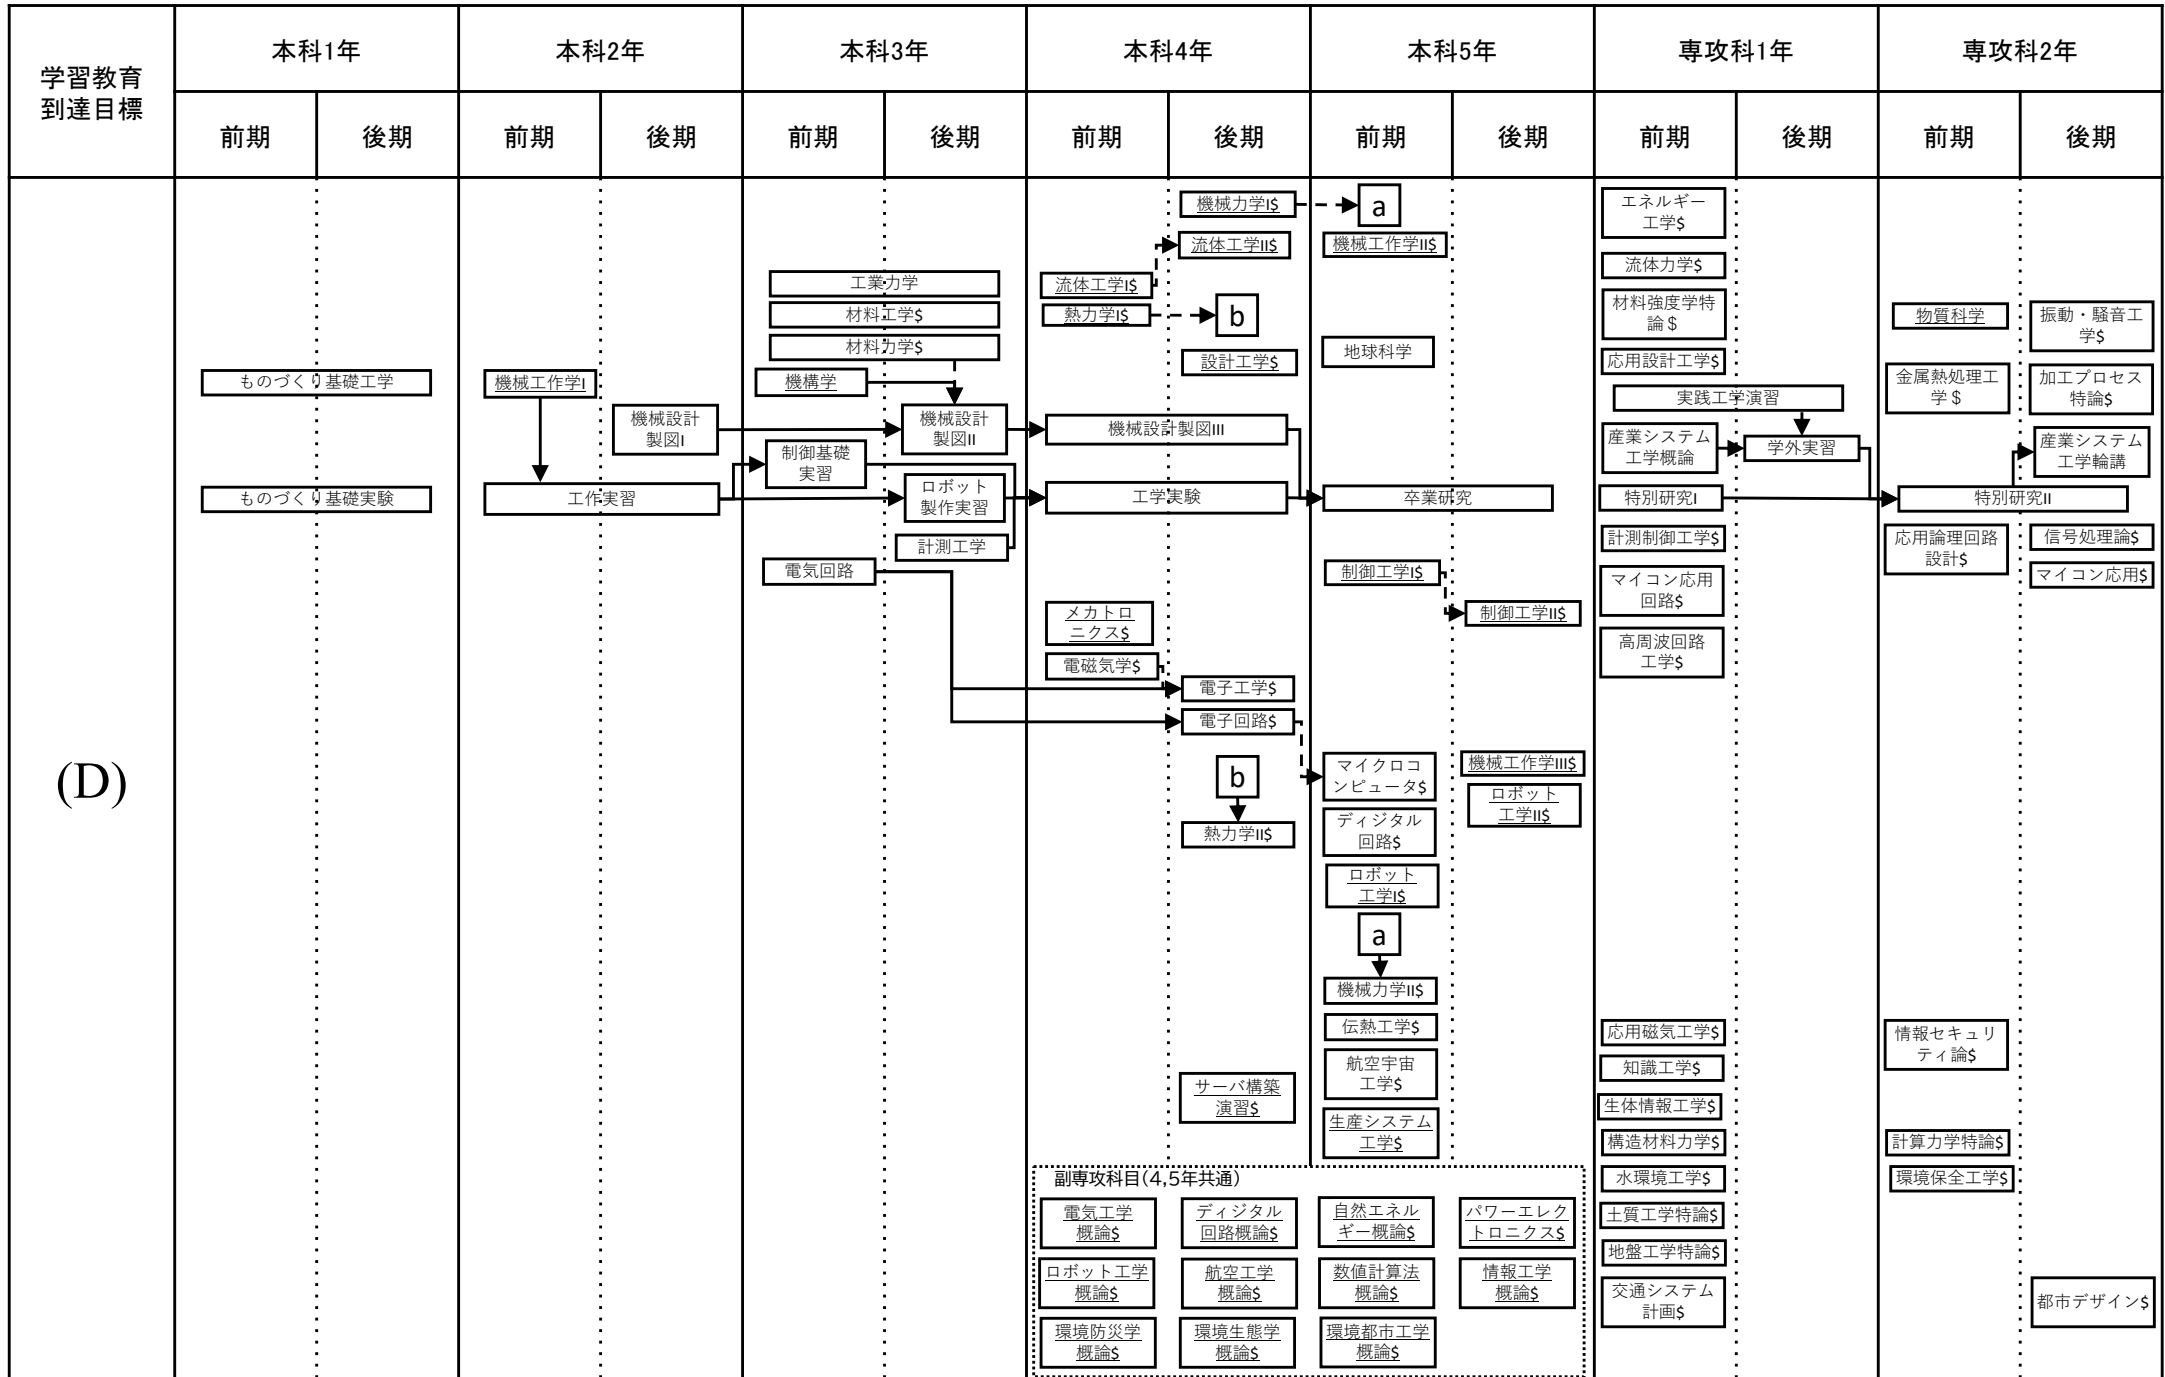 学習教育
到達目標
本科1年
本科2年
本科3年
本科4年
本科5年
専攻科1年
専攻科2年
前期
後期
前期
後期
前期
後期
前期
後期
前期
後期
前期
後期
前期
後期
(D)
ものづくり基礎工学
ものづくり基礎実験
機械工作学I
機械設計
製図I
工作実習
工業力学
材料工学$
材料力学$
機構学
機械設計
製図II
制御基礎
実習
ロボット
製作実習
計測工学
電気回路
機械力学I$
流体工学II$
流体工学I$
熱力学I$
b
設計工学$
機械設計製図III
工学実験
メカトロ
ニクス$
電磁気学$
電子工学$
電子回路$
b
熱力学II$
サーバ構築
演習$
a
機械工作学II$
地球科学
卒業研究
制御工学I$
制御工学II$
マイクロコ
ンピュータ$
機械工作学III$
ロボット
工学II$
ディジタル
回路$
ロボット
工学I$
a
機械力学II$
伝熱工学$
航空宇宙
工学$
生産システム
工学$
副専攻科目(4,5年共通)
電気工学
概論$
ディジタル
回路概論$
自然エネル
ギー概論$
パワーエレク
トロニクス$
ロボット工学
概論$
航空工学
概論$
数値計算法
概論$
情報工学
概論$
環境防災学
概論$
環境生態学
概論$
環境都市工学
概論$
エネルギー
工学$
流体力学$
材料強度学特
論＄
応用設計工学$
実践工学演習
産業システム
工学概論
学外実習
特別研究I
計測制御工学$
マイコン応用
回路$
高周波回路
工学$
応用磁気工学$
知識工学$
生体情報工学$
構造材料力学$
水環境工学$
土質工学特論$
地盤工学特論$
交通システム
計画$
物質科学
振動・騒音工
学$
金属熱処理工
学＄
加工プロセス
特論$
産業システム
工学輪講
特別研究II
応用論理回路
設計$
信号処理論$
マイコン応用$
情報セキュリ
ティ論$
計算力学特論$
環境保全工学$
都市デザイン$